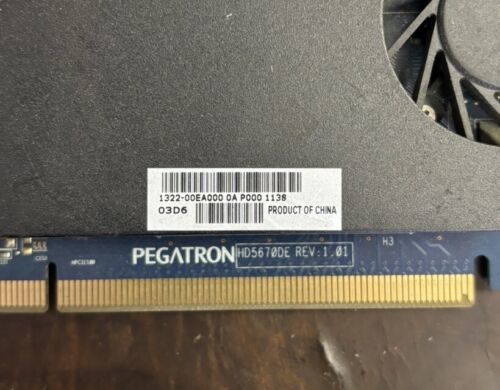 1322-00EA000 0A P000 1138
03D6 PRODUCT OF CHINA
H3
PEGATRON HD5670DE REV:1.01